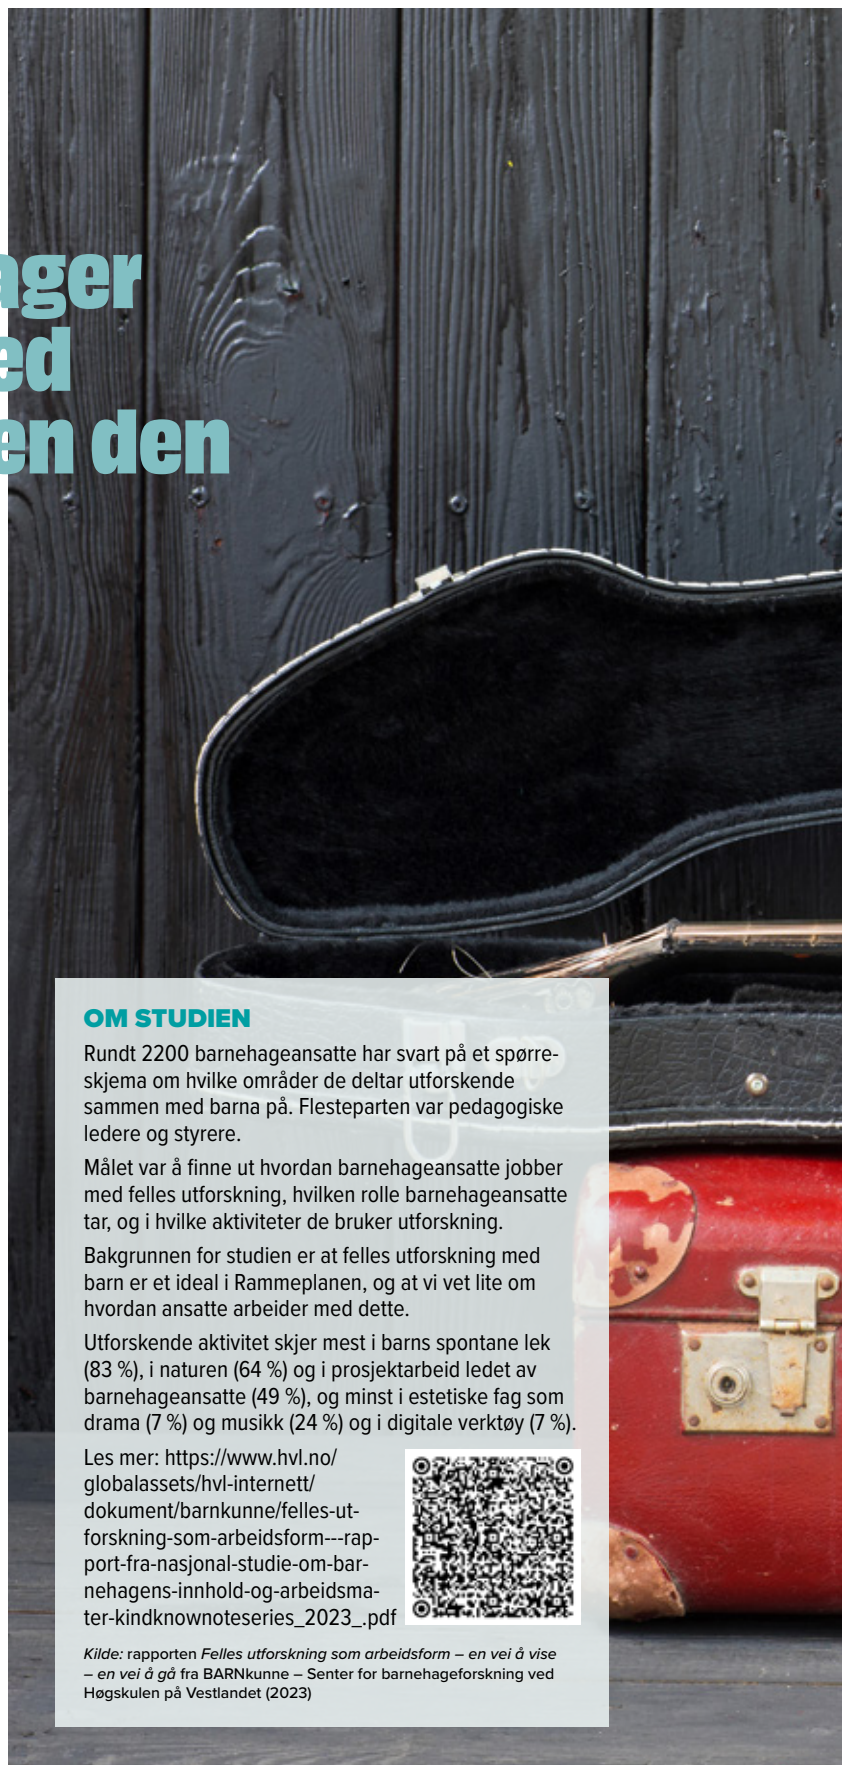 ager
ed
en den
OM STUDIEN
Rundt 2200 barnehageansatte har svart på et spørre-
skjema om hvilke områder de deltar utforskende
sammen med barna på. Flesteparten var pedagogiske
ledere og styrere.
Målet var å finne ut hvordan barnehageansatte jobber
med felles utforskning, hvilken rolle barnehageansatte
tar, og i hvilke aktiviteter de bruker utforskning.
Bakgrunnen for studien er at felles utforskning med
barn er et ideal i Rammeplanen, og at vi vet lite om
hvordan ansatte arbeider med dette.
Utforskende aktivitet skjer mest i barns spontane lek
(83 %), i naturen (64 %) og i prosjektarbeid ledet av
barnehageansatte (49 %), og minst i estetiske fag som
drama (7 %) og musikk (24 %) og i digitale verktøy (7 %).
Les mer: https://www.hvl.no/
globalassets/hvl-internett/
dokument/barnkunne/felles-ut-
forskning-som-arbeidsform---rap-
port-fra-nasjonal-studie-om-bar-
nehagens-innhold-og-arbeidsma-
ter-kindknownoteseries_2023_.pdf
Kilde: rapporten Felles utforskning som arbeidsform – en vei å vise
– en vei å gå fra BARNkunne – Senter for barnehageforskning ved
Høgskulen på Vestlandet (2023)